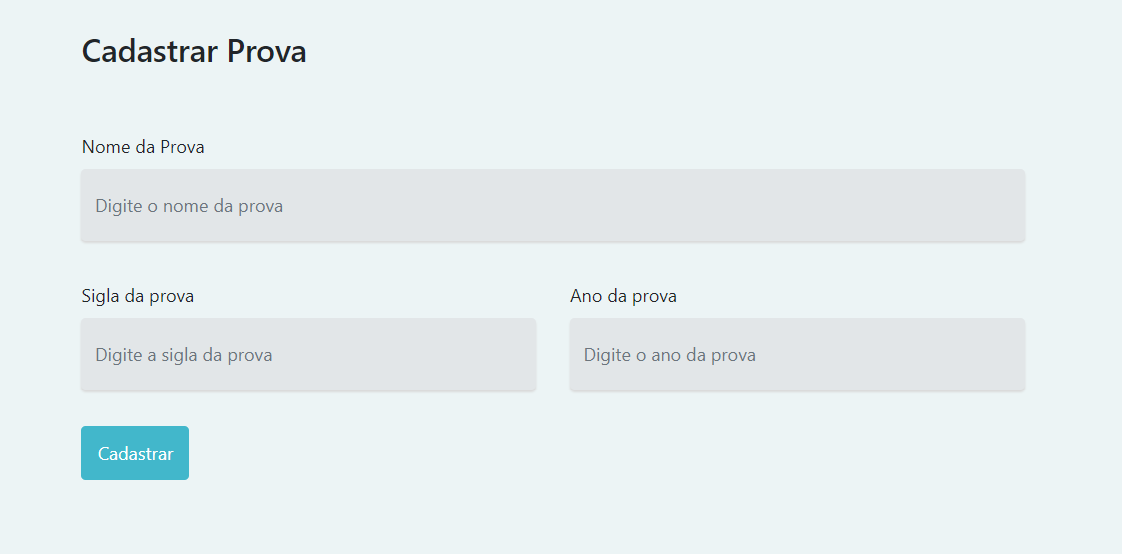 Cadastrar Prova
Nome da Prova
Digite o nome da prova
Sigla da prova
Ano da prova
Digite a sigla da prova
Digite o ano da prova
Cadastrar